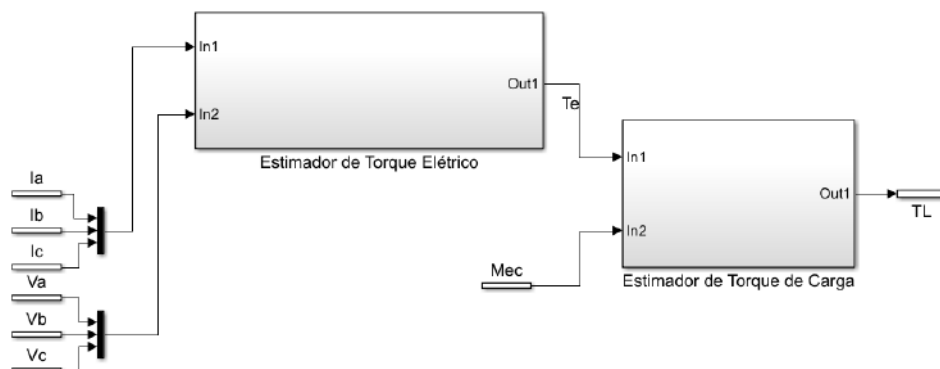 In1
Out1
Te
In2
Estimador de Torque Elétrico
In1
Ia
Out1
Ib
TL
In2
Ic
Mec
Estimador de Torque de Carga
Va
Vb
Vc